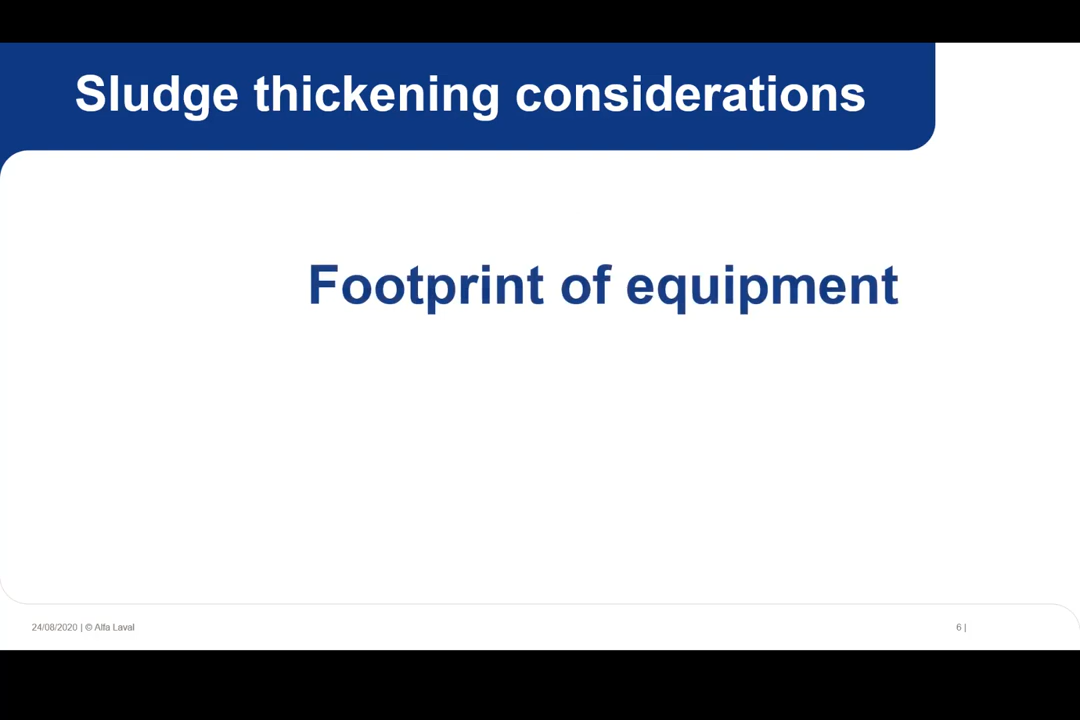 Sludge thickening considerations
Footprint of equipment
24/08/2020 | © Alfa Laval
6 |